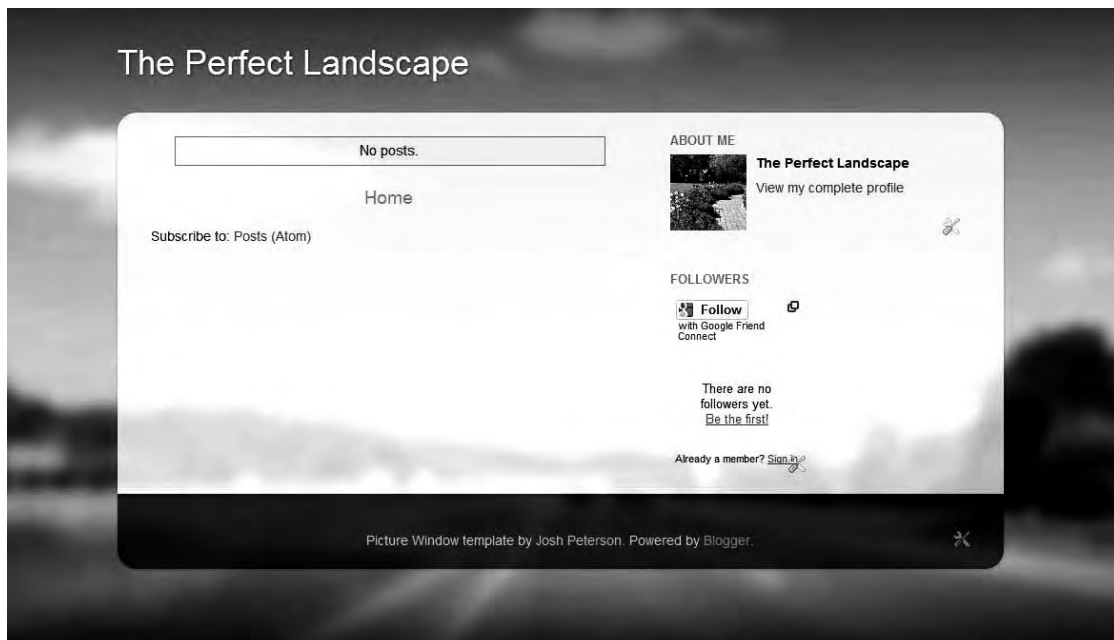 The Perfect Landscape
No posts.
Home
Subscribe to: Posts (Atom)
ABOUT ME
The Perfect Landscape
View my complete profile
FOLLOWERS
Follow
with Google Friend
Connect
There are no
followers yet.
Be the first!
Already a member? Sign in
Picture Window template by Josh Peterson. Powered by Blogger.